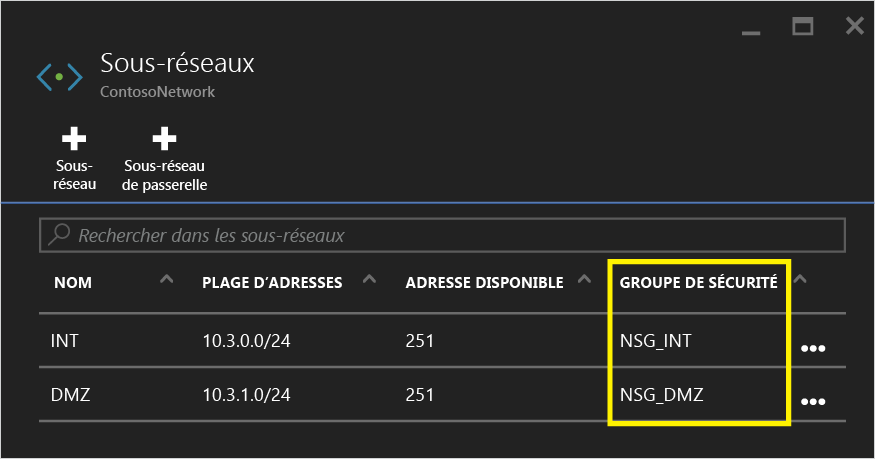 Sous-réseaux
ContosoNetwork
Sous-
réseau
Sous-réseau
de passerelle
Rechercher dans les sous-réseaux
NOM PLAGE D’ADRESSES ADRESSE DISPONIBLE GROUPE DE SÉCURITÉ
INT 10.3.0.0/24 251 NSG_INT
DMZ 10.3.1.0/24 251 NSG_DMZ